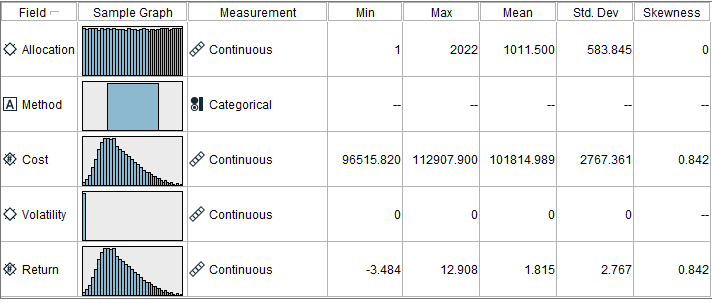 Field Sample Graph Measurement Min Max Mean Std. Dev Skewness
Allocation Continuous 1 2022 1011.500 583.845 0
A Method Categorical -- -- -- -- --
# Cost Continuous 96515.820 112907.900 101814.989 2767.361 0.842
Volatility Continuous 0 0 0 0 --
# Return Continuous -3.484 12.908 1.815 2.767 0.842